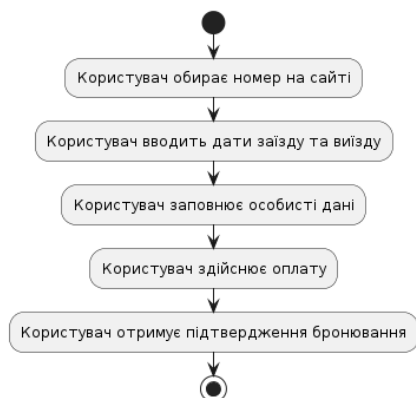 Користувач обирає номер на сайті
Користувач вводить дати заїзду та виїзду
Користувач заповнює особисті дані
Користувач здійснює оплату
Користувач отримує підтвердження бронювання